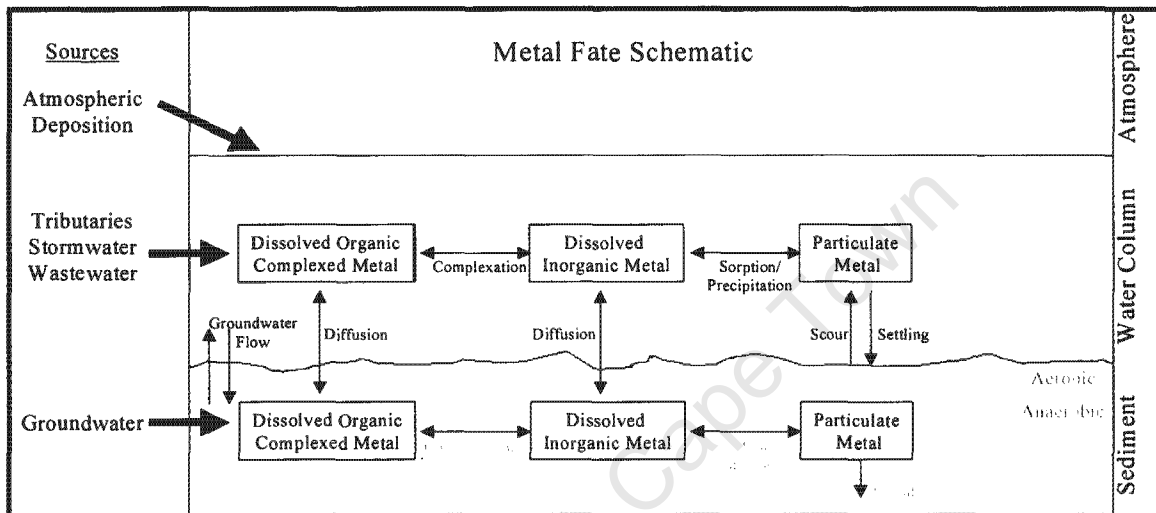 Sources
Metal Fate Schematic
Atmosphere
Atmospheric
Deposition
Tributaries
Stormwater
Wastewater
Dissolved Organic
Complexed Metal
Complexation
Dissolved
Inorganic Metal
Sorption/
Precipitation
Particulate
Metal
Water Column
Groundwater
Flow
Diffusion
Diffusion
Scour
Settling
Aerobic
Anaerobic
Groundwater
Dissolved Organic
Complexed Metal
Dissolved
Inorganic Metal
Particulate
Metal
Sediment
Cape Town